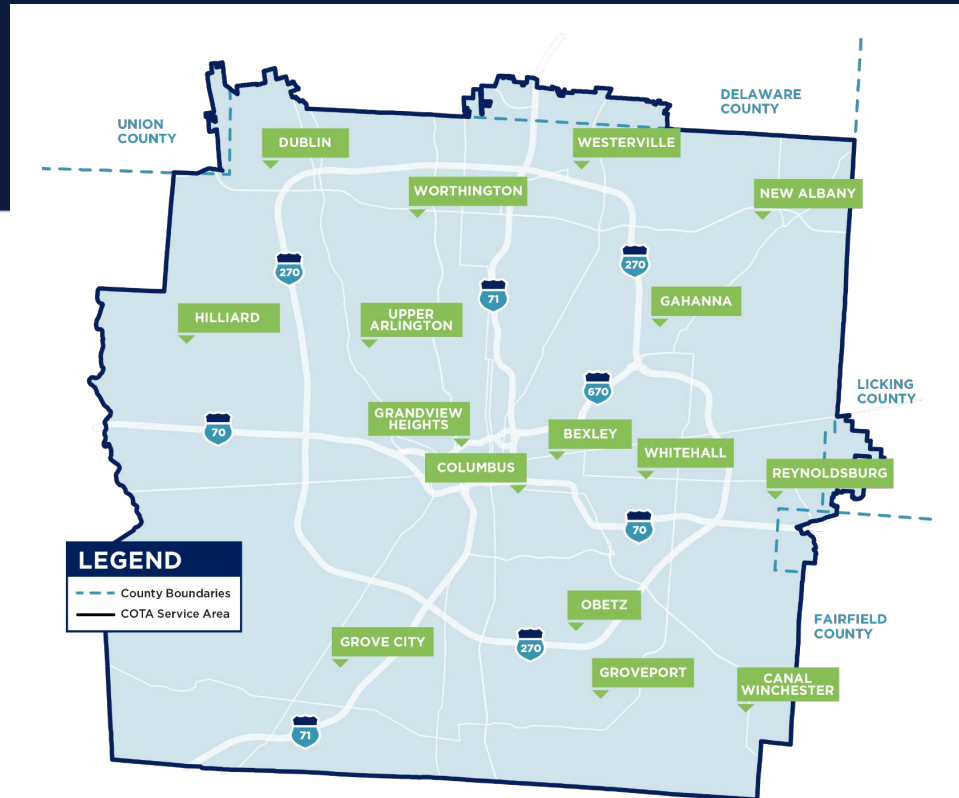 DELAWARE
COUNTY
UNION
COUNTY
DUBLIN
WESTERVILLE
WORTHINGTON
NEW ALBANY
270
270
71
GAHANNA
HILLIARD
UPPER
ARLINGTON
670
LICKING
COUNTY
GRANDVIEW
HEIGHTS
70
BEXLEY
WHITEHALL
COLUMBUS
REYNOLDSBURG
70
LEGEND
County Boundaries
COTA Service Area
OBETZ
FAIRFIELD
COUNTY
GROVE CITY
270
GROVEPORT
CANAL
WINCHESTER
71